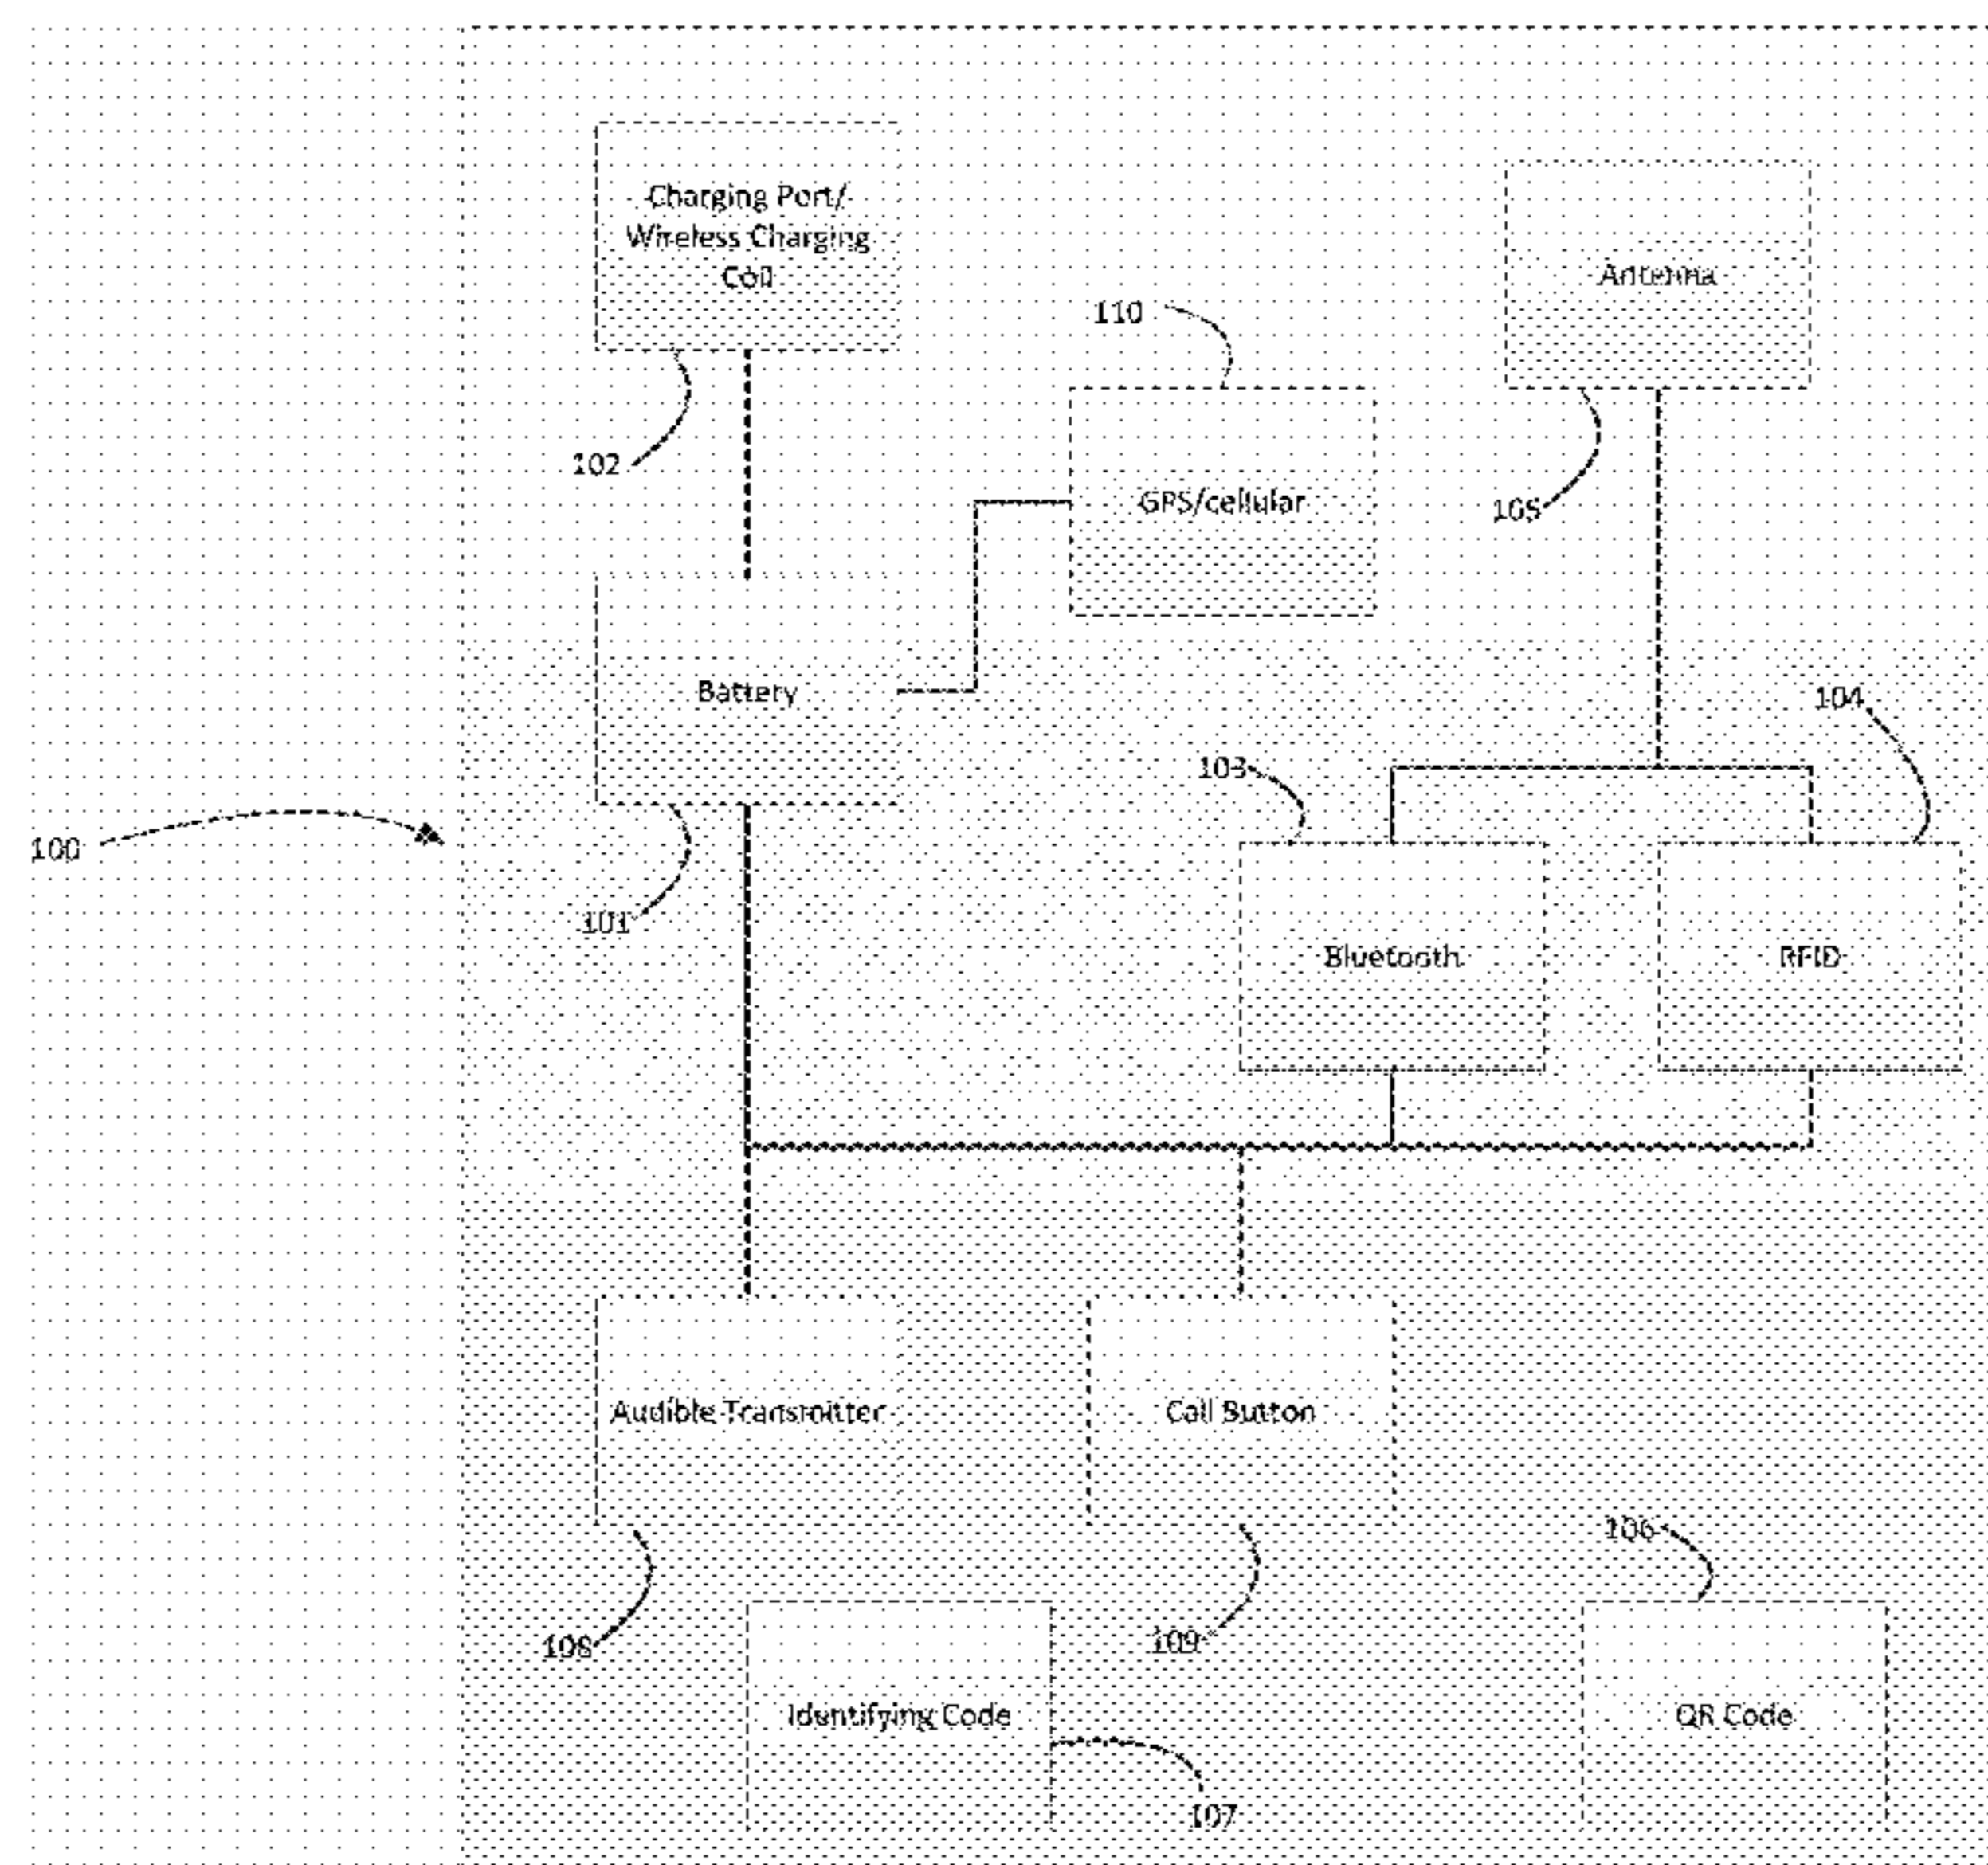 Charging Port/
Wireless Charging
Coil
Antenna
110
102
GPS/cellular
105
Battery
104
103
100
101
Bluetooth
RFID
Audible Transmitter
Call Button
106
108
109
Identifying Code
QR Code
107